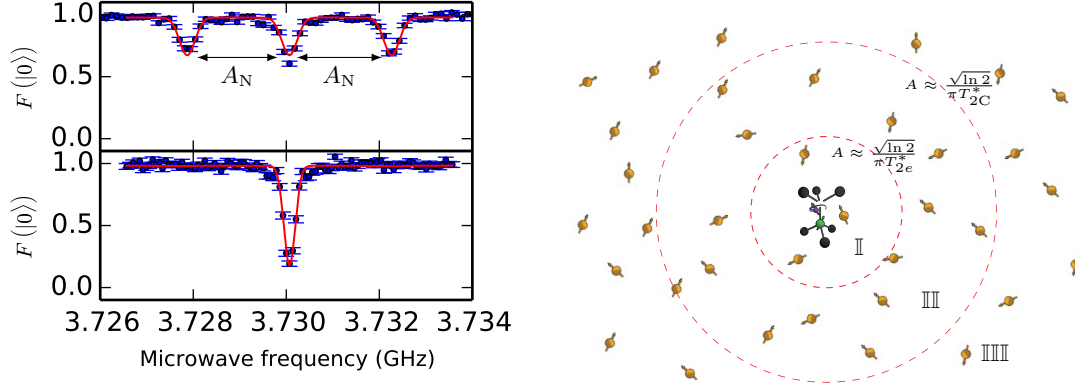 1.0
0.5
0.0
F (|0⟩)
A_N
A_N
1.0
0.5
0.0
F (|0⟩)
3.726 3.728 3.730 3.732 3.734
Microwave frequency (GHz)
A ≈ √ln 2 / πT*_2C
A ≈ √ln 2 / πT*_2e
𝕀
𝕀𝕀
𝕀𝕀𝕀